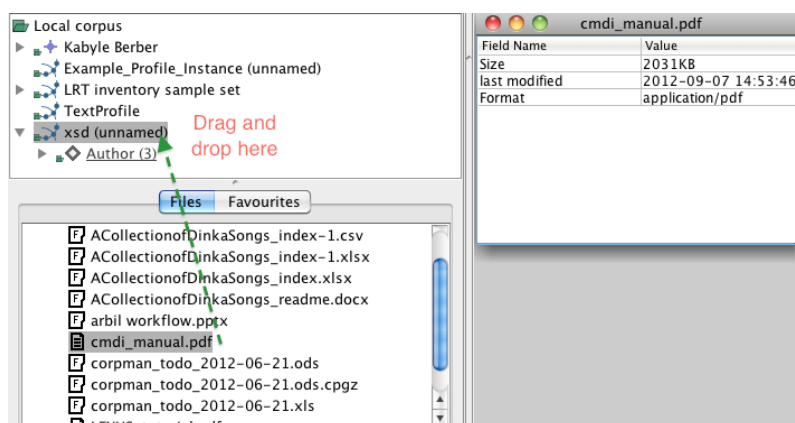 Local corpus
Kabyle Berber
Example_Profile_Instance (unnamed)
LRT inventory sample set
TextProfile
xsd (unnamed)
Author (3)
Drag and
drop here
Files Favourites
ACollectionofDinkaSongs_index-1.csv
ACollectionofDinkaSongs_index-1.xlsx
ACollectionofDinkaSongs_index.xlsx
ACollectionofDinkaSongs_readme.docx
arbil workflow.pptx
cmdi_manual.pdf
corpman_todo_2012-06-21.ods
corpman_todo_2012-06-21.ods.cpgz
corpman_todo_2012-06-21.xls
cmdi_manual.pdf
Field Name Value
Size 2031KB
last modified 2012-09-07 14:53:46
Format application/pdf